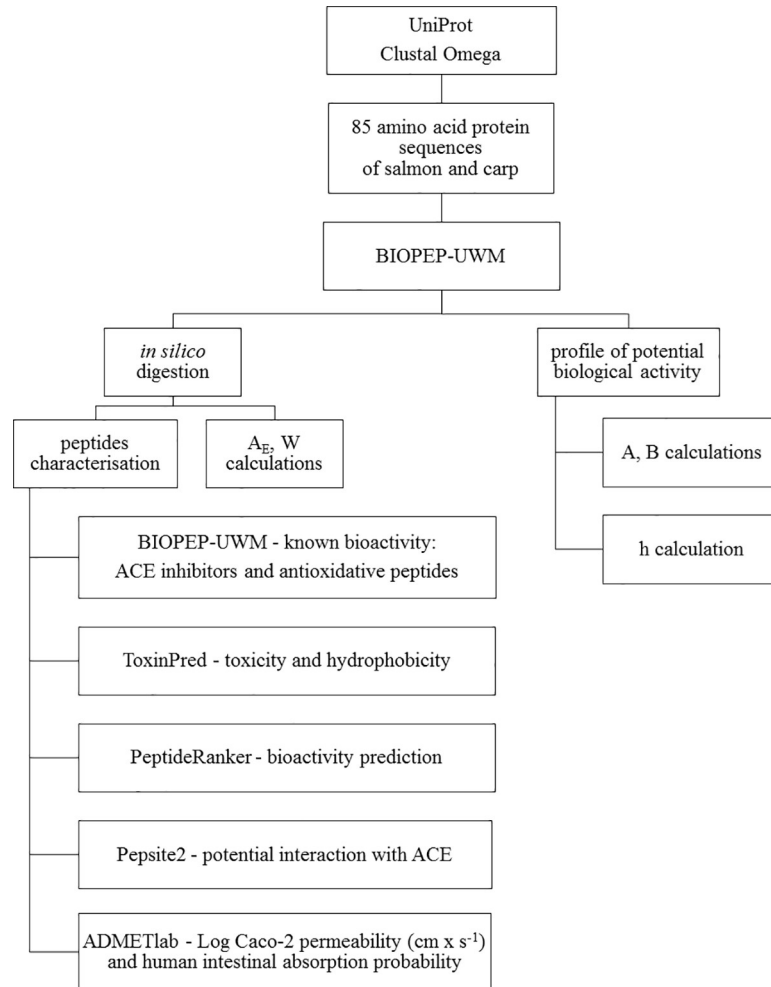 UniProt
Clustal Omega
85 amino acid protein
sequences
of salmon and carp
BIOPEP-UWM
in silico
digestion
profile of potential
biological activity
peptides
characterisation
A_E, W
calculations
A, B calculations
h calculation
BIOPEP-UWM - known bioactivity:
ACE inhibitors and antioxidative peptides
ToxinPred - toxicity and hydrophobicity
PeptideRanker - bioactivity prediction
Pepsite2 - potential interaction with ACE
ADMETlab - Log Caco-2 permeability (cm x s⁻¹)
and human intestinal absorption probability